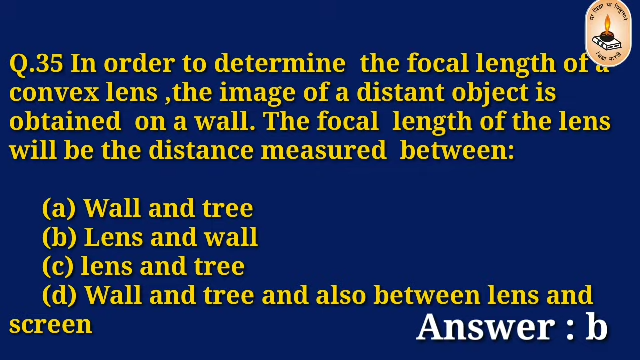 Q.35 In order to determine the focal length of a
convex lens ,the image of a distant object is
obtained on a wall. The focal length of the lens
will be the distance measured between:
(a) Wall and tree
(b) Lens and wall
(c) lens and tree
(d) Wall and tree and also between lens and
screen
Answer : b